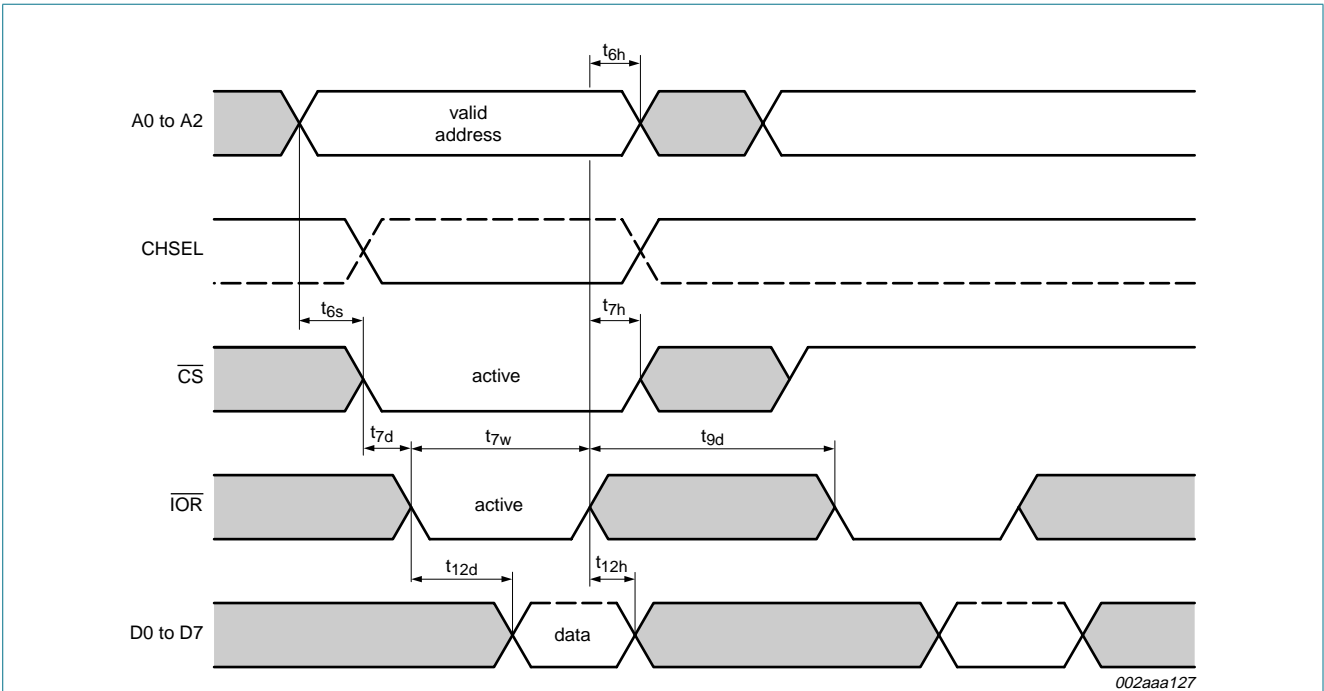 t6h
A0 to A2
valid
address
CHSEL
t6s
t7h
CS
active
t7d
t7w
t9d
IOR
active
t12d
t12h
D0 to D7
data
002aaa127